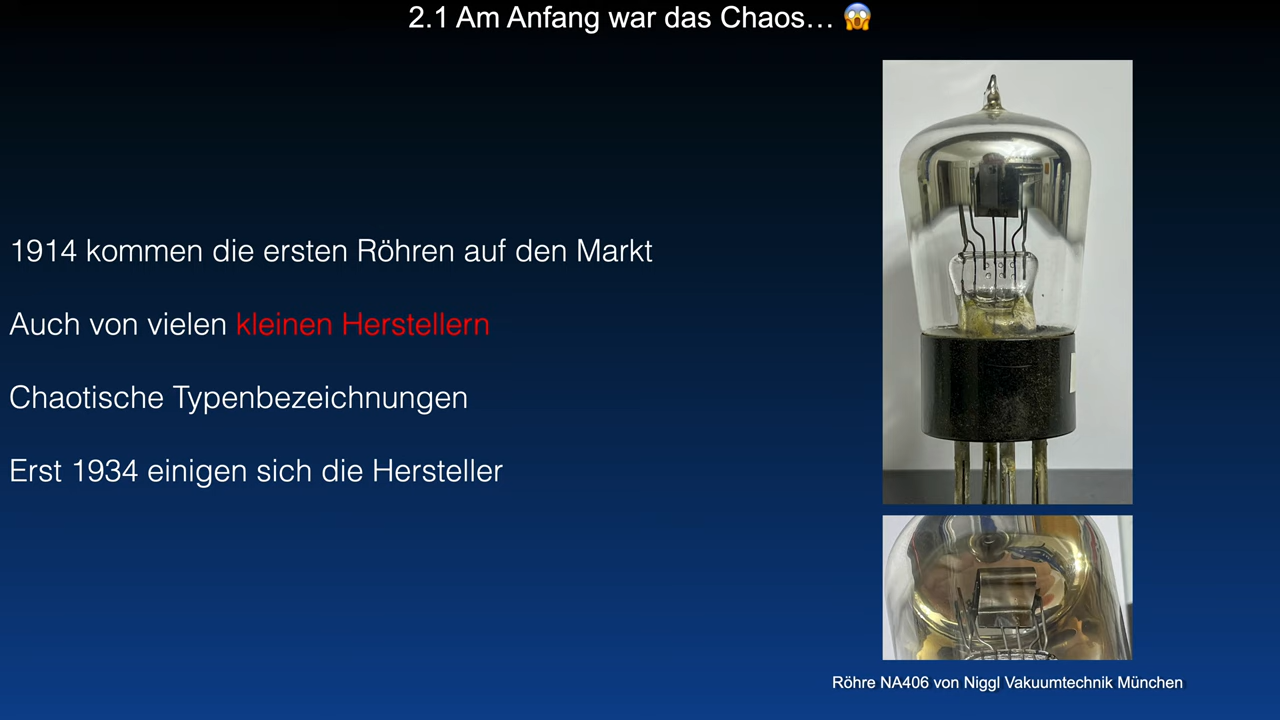 2.1 Am Anfang war das Chaos… 😱
1914 kommen die ersten Röhren auf den Markt
Auch von vielen kleinen Herstellern
Chaotische Typenbezeichnungen
Erst 1934 einigen sich die Hersteller
Röhre NA406 von Niggl Vakuumtechnik München